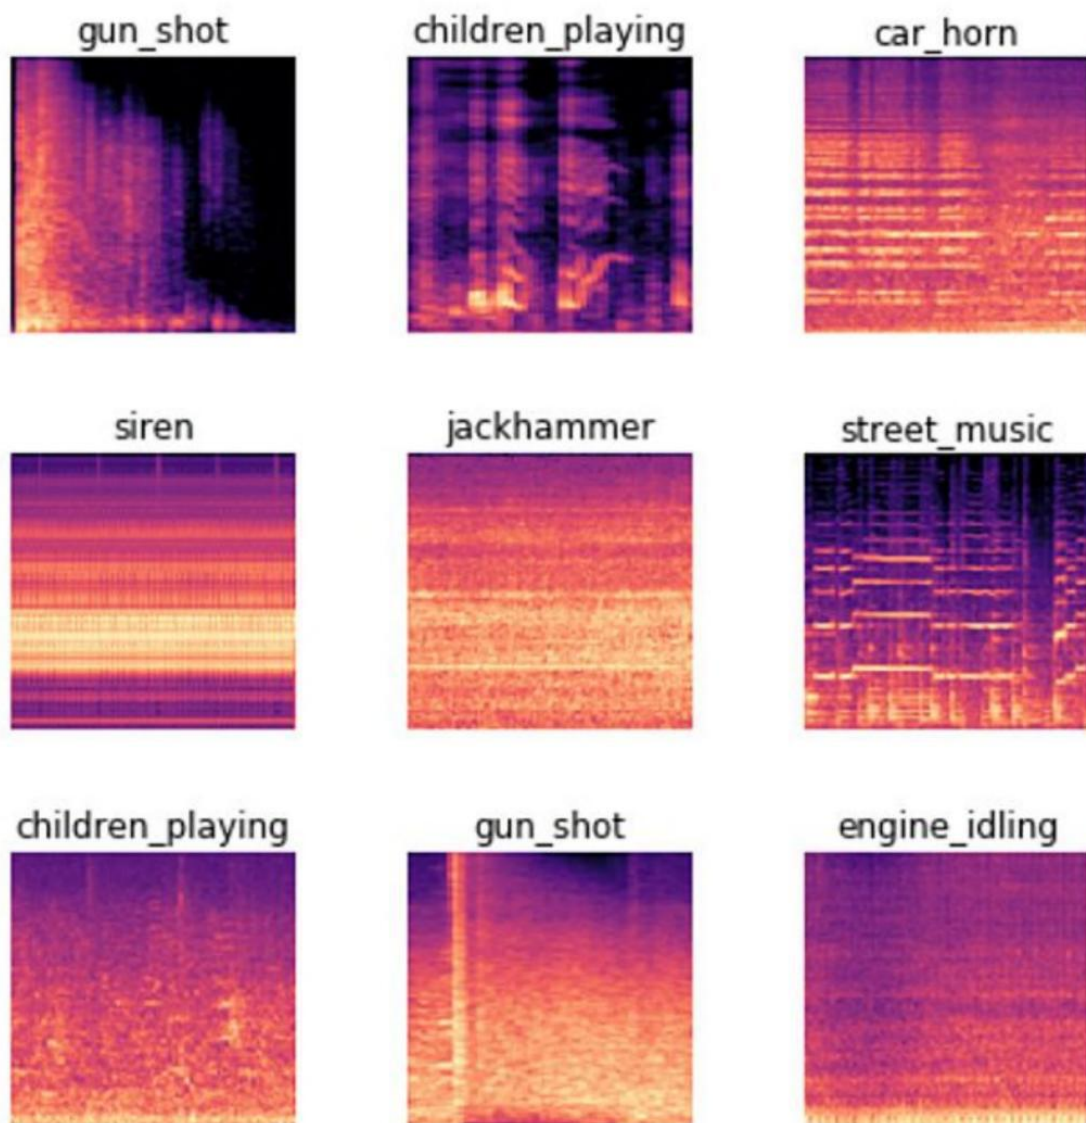 gun_shot
children_playing
car_horn
siren
jackhammer
street_music
children_playing
gun_shot
engine_idling